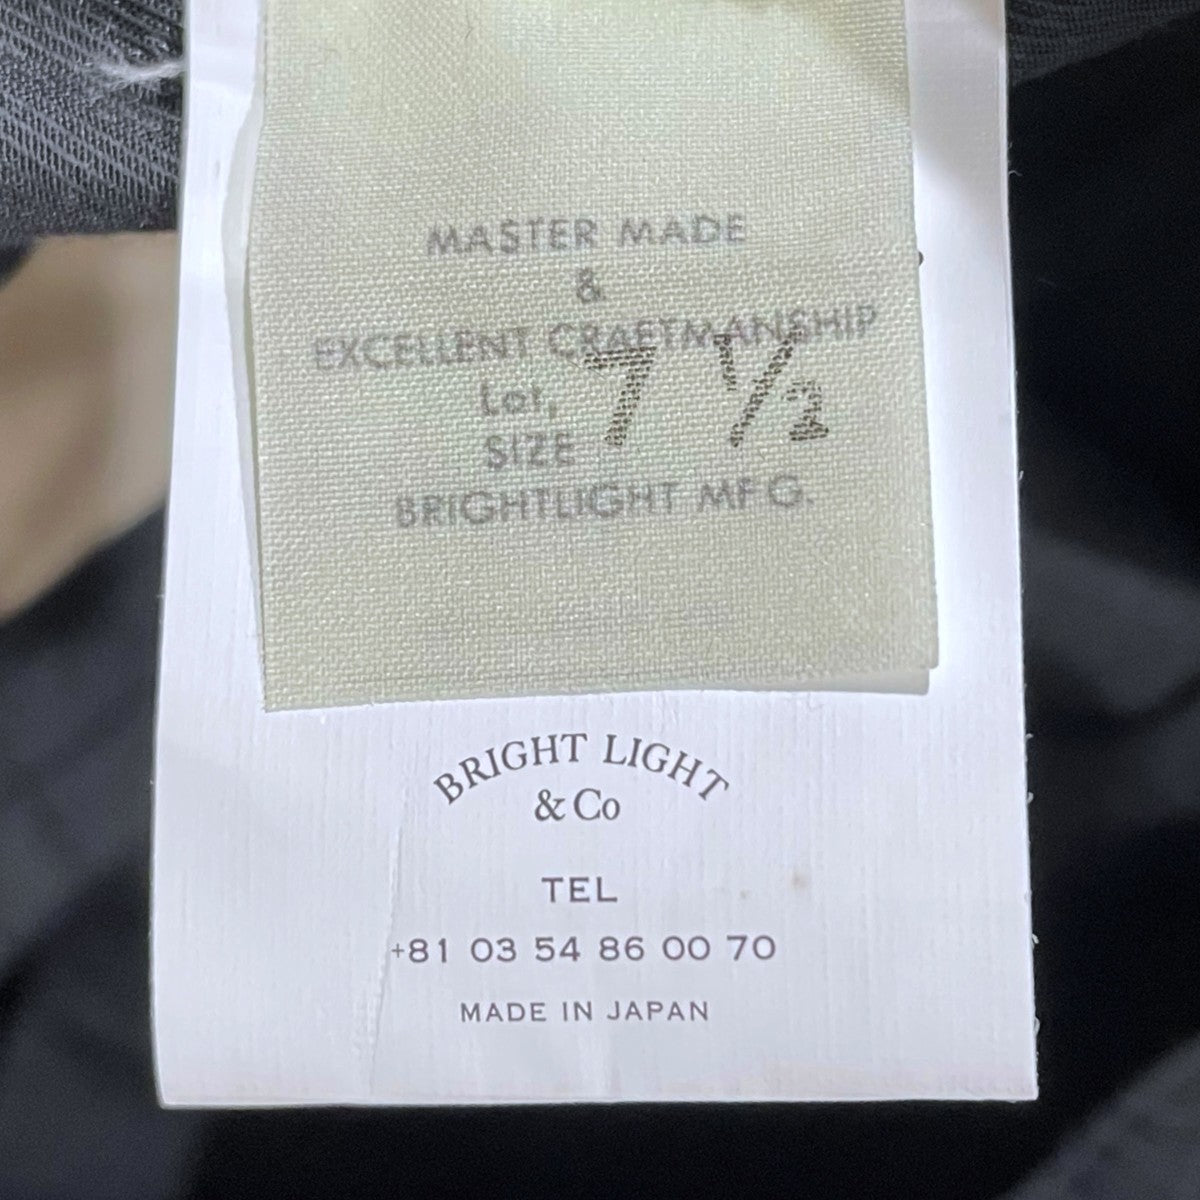 MASTER MADE
&
EXCELLENT CRAFTMANSHIP
Lot,
SIZE 7 1/2
BRIGHTLIGHT MFG.
BRIGHT LIGHT
& Co
TEL
+81 03 54 86 00 70
MADE IN JAPAN